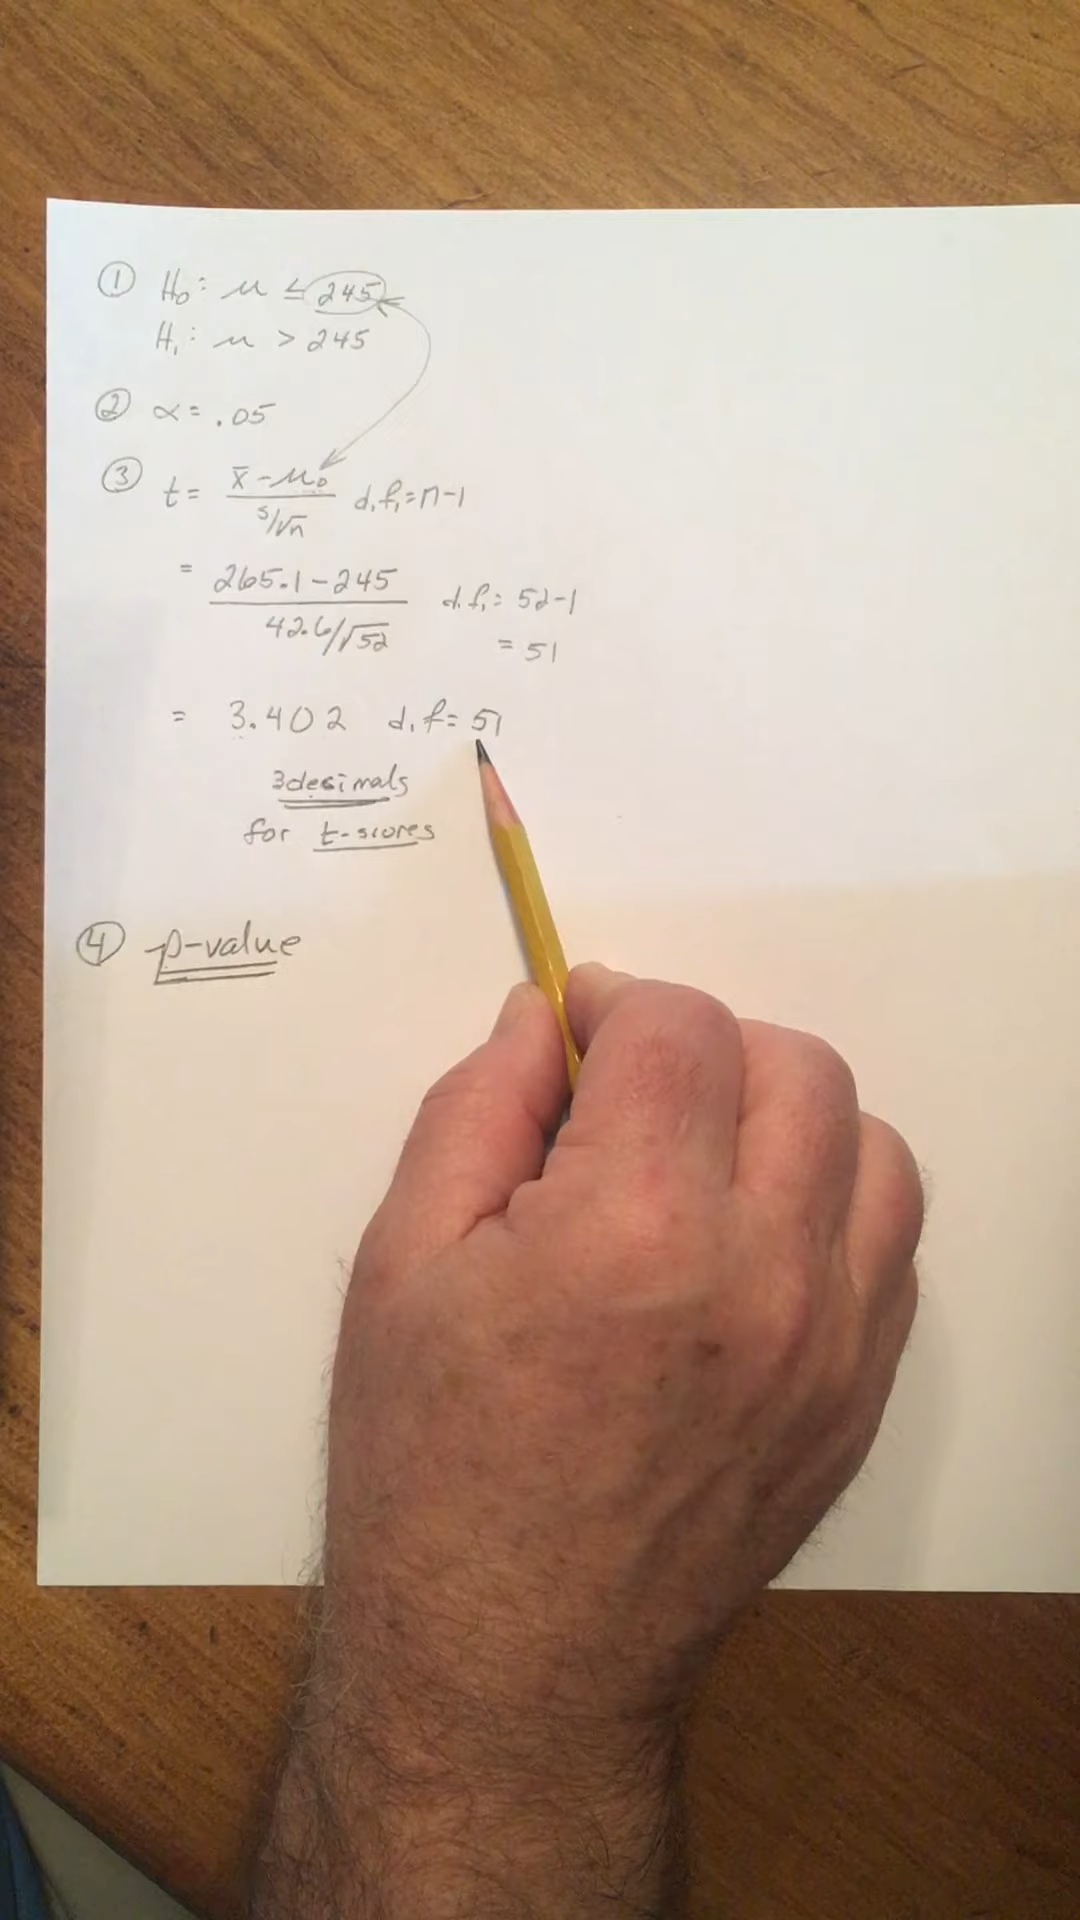 ① H₀: μ ≤ 245
H₁: μ > 245
② α = .05
③ t = (x̄ - μ₀) / (s/√n) d.f. = n-1
= (265.1 - 245) / (42.6/√52) d.f. = 52-1
= 51
= 3.402 d.f. = 51
3 decimals
for t-scores
④ p-value